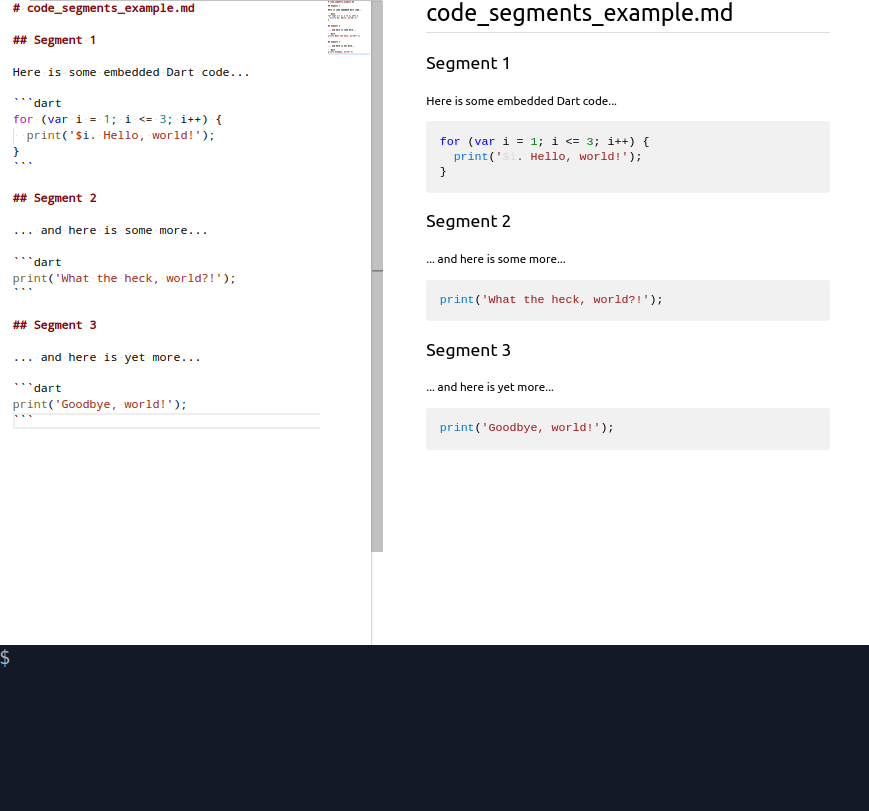 # code_segments_example.md
## Segment 1
Here is some embedded Dart code...
```dart
for (var i = 1; i <= 3; i++) {
  print('$i. Hello, world!');
}
```
## Segment 2
... and here is some more...
```dart
print('What the heck, world?!');
```
## Segment 3
... and here is yet more...
```dart
print('Goodbye, world!');
```
code_segments_example.md
Segment 1
Here is some embedded Dart code...
for (var i = 1; i <= 3; i++) {
  print('$i. Hello, world!');
}
Segment 2
... and here is some more...
print('What the heck, world?!');
Segment 3
... and here is yet more...
print('Goodbye, world!');
$